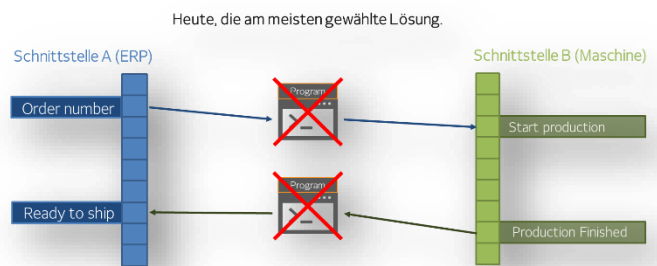 Heute, die am meisten gewählte Lösung.
Schnittstelle A (ERP)
Schnittstelle B (Maschine)
Program
Order number
Start production
Program
Ready to ship
Production Finished